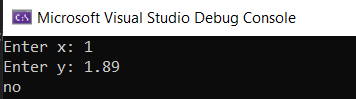 Microsoft Visual Studio Debug Console
Enter x: 1
Enter y: 1.89
no